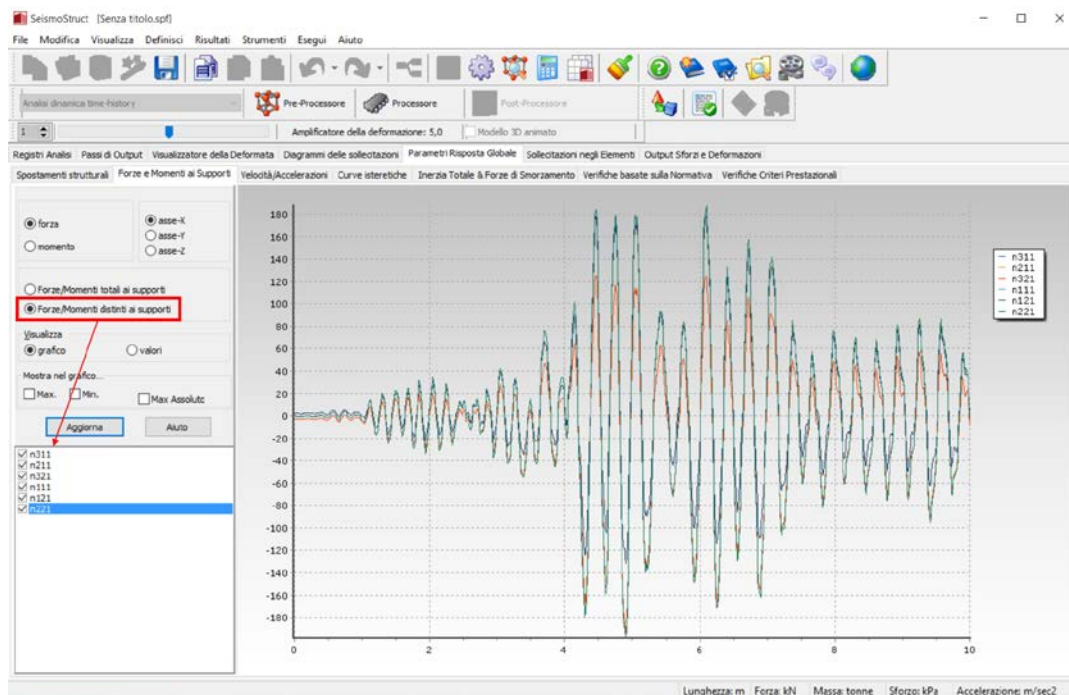 SeismoStruct [Senza titolo.spf]
File Modifica Visualizza Definisci Risultati Strumenti Esegui Aiuto
Analisi dinamica time-history Pre-Processore Processore Post-Processore
1 Amplificatore della deformazione: 5,0 Modello 3D animato
Registri Analisi Passi di Output Visualizzatore della Deformata Diagrammi delle sollecitazioni Parametri Risposta Globale Sollecitazioni negli Elementi Output Sforzi e Deformazioni
Spostamenti strutturali Forze e Momenti ai Supporti Velocità/Accelerazioni Curve isteretiche Inerzia Totale & Forze di Smorzamento Verifiche basate sulla Normativa Verifiche Criteri Prestazionali
forza
momento
asse-X
asse-Y
asse-Z
Forze/Momenti totali ai supporti
Forze/Momenti distinti ai supporti
Visualizza
grafico valori
Mostra nel grafico...
Max. Min. Max Assolutc
Aggiorna Aiuto
n311
n211
n321
n111
n121
n221
180
160
140
120
100
80
60
40
20
0
-20
-40
-60
-80
-100
-120
-140
-160
-180
0 2 4 6 8 10
n311
n211
n321
n111
n121
n221
Lunghezza: m Forza: kN Massa: tonne Sforzo: kPa Accelerazione: m/sec2